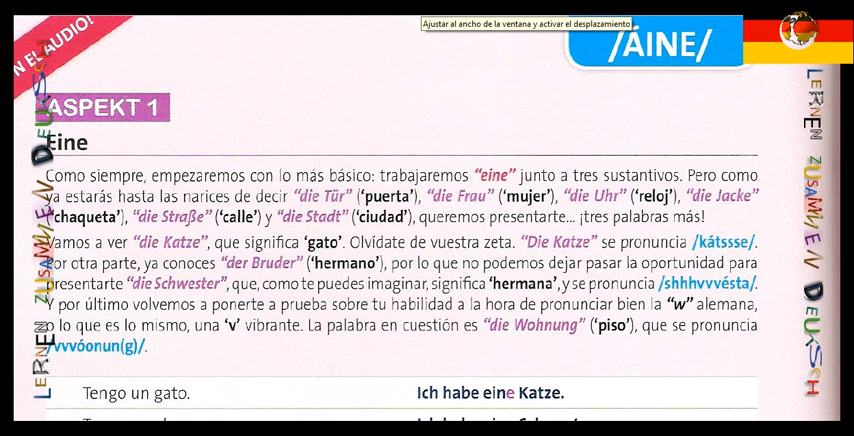 N EL AUDIO!
Ajustar al ancho de la ventana y activar el desplazamiento
/ÁINE/
ASPEKT 1
Eine
Como siempre, empezaremos con lo más básico: trabajaremos “eine” junto a tres sustantivos. Pero como
ya estarás hasta las narices de decir “die Tür” (‘puerta’), “die Frau” (‘mujer’), “die Uhr” (‘reloj’), “die Jacke”
‘chaqueta’), “die Straße” (‘calle’) y “die Stadt” (‘ciudad’), queremos presentarte... ¡tres palabras más!
Vamos a ver “die Katze”, que significa ‘gato’. Olvídate de vuestra zeta. “Die Katze” se pronuncia /kátssse/.
Por otra parte, ya conoces “der Bruder” (‘hermano’), por lo que no podemos dejar pasar la oportunidad para
presentarte “die Schwester”, que, como te puedes imaginar, significa ‘hermana’, y se pronuncia /shhhvvvésta/.
Y por último volvemos a ponerte a prueba sobre tu habilidad a la hora de pronunciar bien la “w” alemana,
o lo que es lo mismo, una ‘v’ vibrante. La palabra en cuestión es “die Wohnung” (‘piso’), que se pronuncia
/vvvóonun(g)/.
Tengo un gato. Ich habe eine Katze.
LERNEN ZUSAMMEN DEUKSCH
LERNEN ZUSAMMEN DEUKSCH